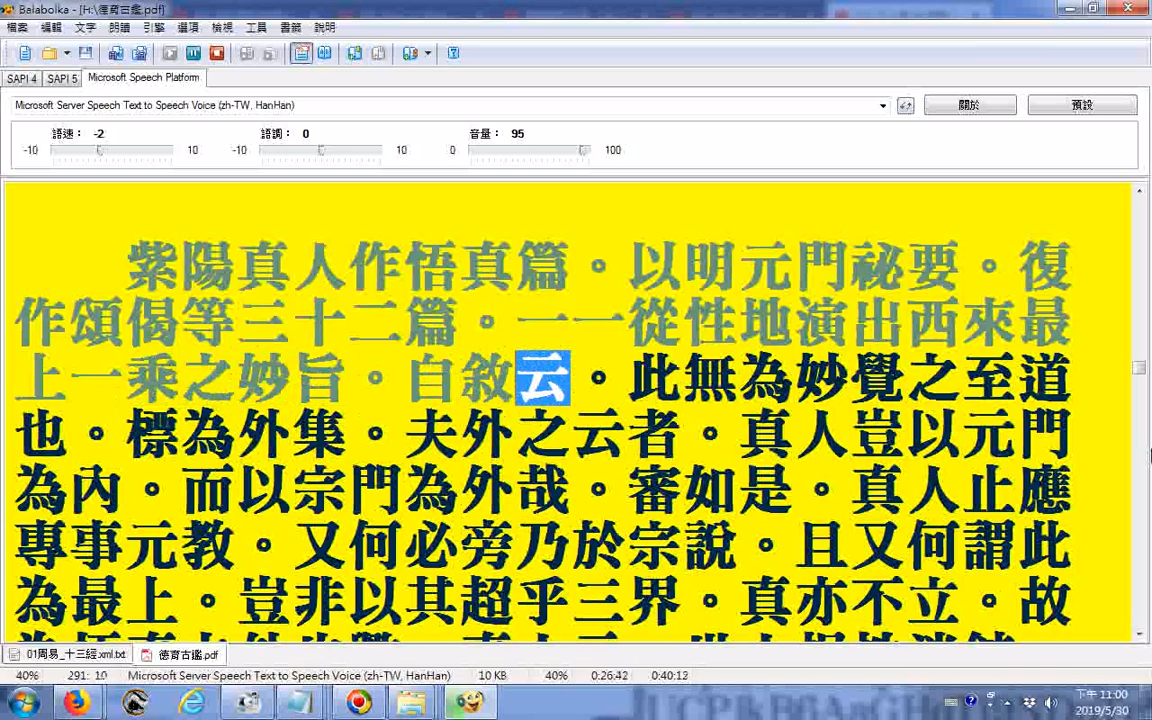 Balabolka - [H:\德育古鑑.pdf]
檔案 編輯 文字 朗讀 引擎 選項 檢視 工具 書籤 說明
SAPI 4 SAPI 5 Microsoft Speech Platform
Microsoft Server Speech Text to Speech Voice (zh-TW, HanHan) 關於 預設
語速： -2 語調： 0 音量： 95
-10 10 -10 10 0 100
紫陽真人作悟真篇。以明元門祕要。復
作頌偈等三十二篇。一一從性地演出西來最
上一乘之妙旨。自敘云。此無為妙覺之至道
也。標為外集。夫外之云者。真人豈以元門
為內。而以宗門為外哉。審如是。真人止應
專事元教。又何必旁乃於宗說。且又何謂此
為最上。豈非以其超乎三界。真亦不立。故
01周易_十三經.xml.txt 德育古鑑.pdf
40% 291: 10 Microsoft Server Speech Text to Speech Voice (zh-TW, HanHan) 10 KB 40% 0:26:42 0:40:12
下午 11:00
2019/5/30